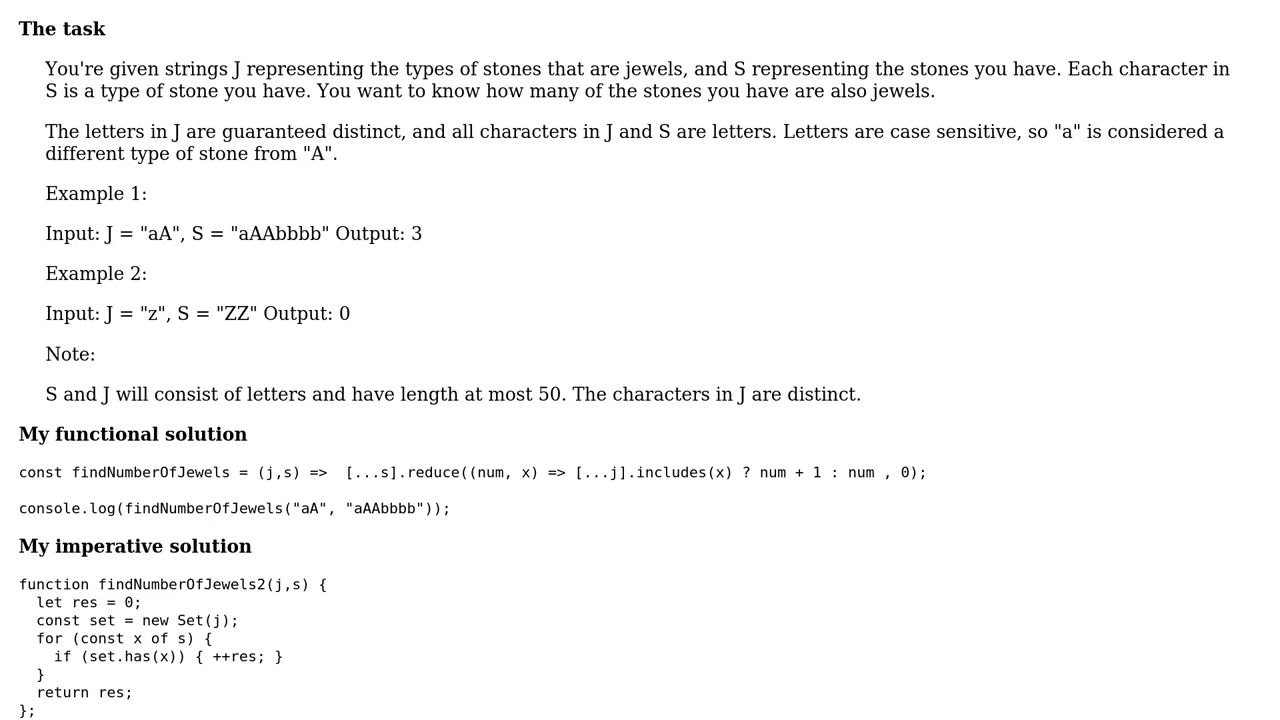 The task
You're given strings J representing the types of stones that are jewels, and S representing the stones you have. Each character in
S is a type of stone you have. You want to know how many of the stones you have are also jewels.
The letters in J are guaranteed distinct, and all characters in J and S are letters. Letters are case sensitive, so "a" is considered a
different type of stone from "A".
Example 1:
Input: J = "aA", S = "aAAbbbb" Output: 3
Example 2:
Input: J = "z", S = "ZZ" Output: 0
Note:
S and J will consist of letters and have length at most 50. The characters in J are distinct.
My functional solution
const findNumberOfJewels = (j,s) =>  [...s].reduce((num, x) => [...j].includes(x) ? num + 1 : num , 0);
console.log(findNumberOfJewels("aA", "aAAbbbb"));
My imperative solution
function findNumberOfJewels2(j,s) {
  let res = 0;
  const set = new Set(j);
  for (const x of s) {
    if (set.has(x)) { ++res; }
  }
  return res;
};